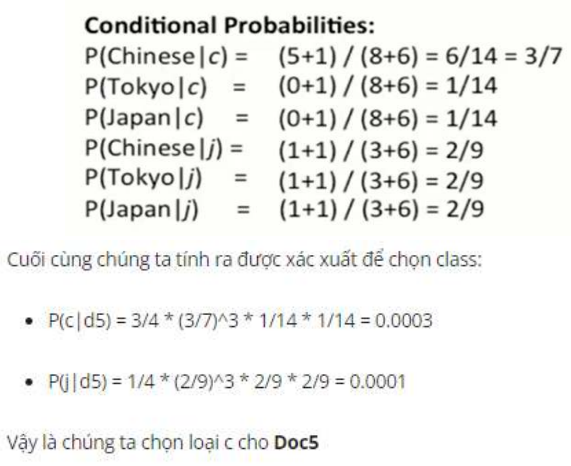 Conditional Probabilities:
P(Chinese|c) = (5+1) / (8+6) = 6/14 = 3/7
P(Tokyo|c) = (0+1) / (8+6) = 1/14
P(Japan|c) = (0+1) / (8+6) = 1/14
P(Chinese|j) = (1+1) / (3+6) = 2/9
P(Tokyo|j) = (1+1) / (3+6) = 2/9
P(Japan|j) = (1+1) / (3+6) = 2/9
Cuối cùng chúng ta tính ra được xác xuất để chọn class:
• P(c|d5) = 3/4 * (3/7)^3 * 1/14 * 1/14 = 0.0003
• P(j|d5) = 1/4 * (2/9)^3 * 2/9 * 2/9 = 0.0001
Vậy là chúng ta chọn loại c cho Doc5